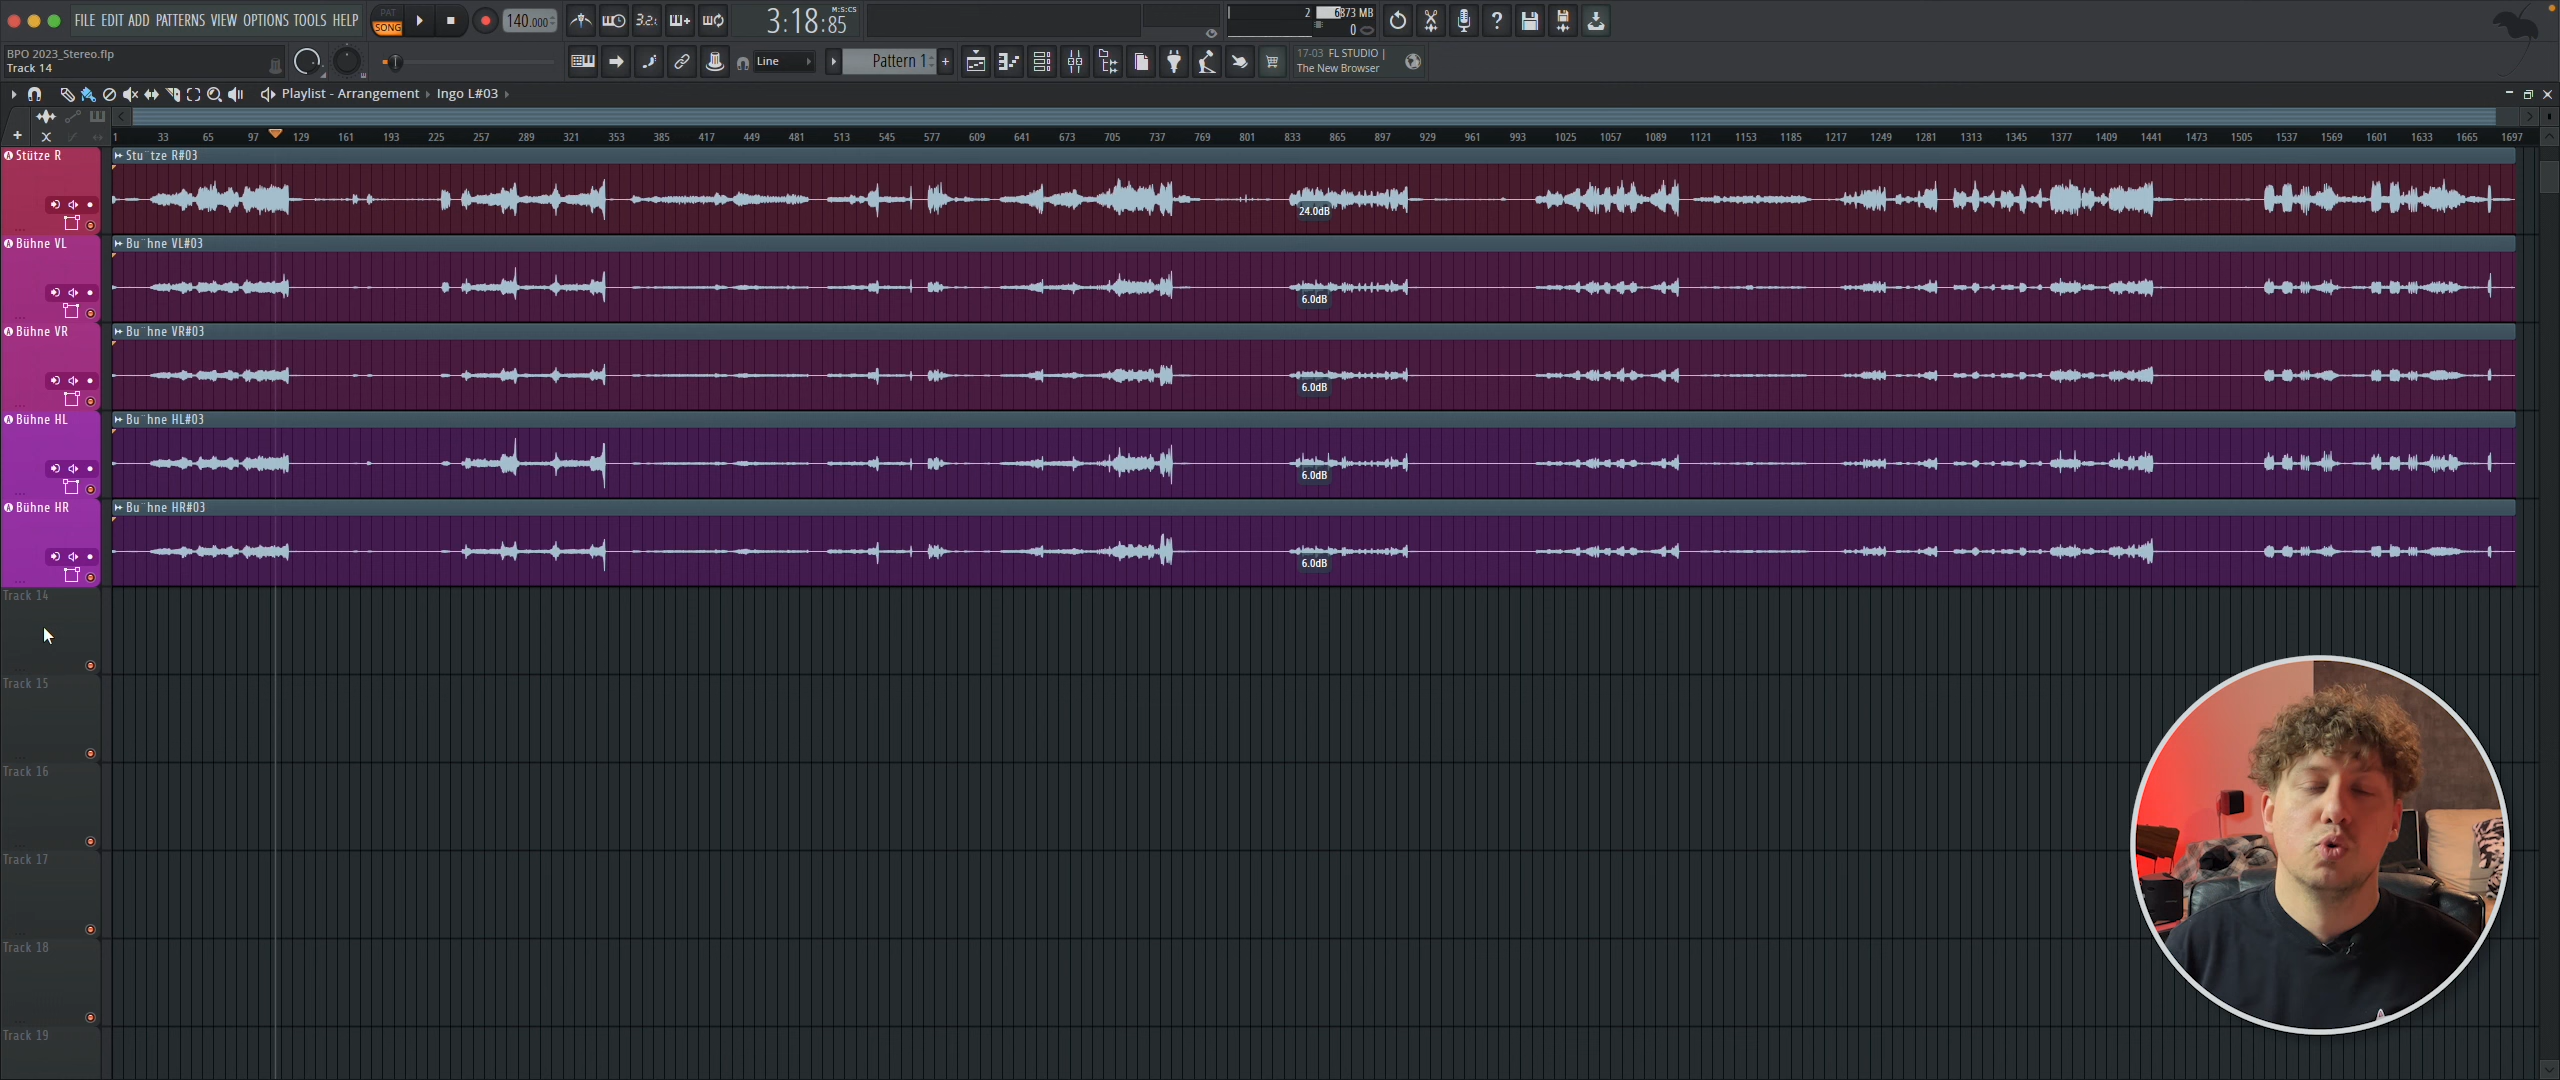 FILE EDIT ADD PATTERNS VIEW OPTIONS TOOLS HELP
PAT
SONG
140.000
3:18:85
M:S:CS
2
6873 MB
0
BPO 2023_Stereo.flp
Track 14
Line
Pattern 1
+
17-03 FL STUDIO |
The New Browser
Playlist - Arrangement
Ingo L#03
1 33 65 97 129 161 193 225 257 289 321 353 385 417 449 481 513 545 577 609 641 673 705 737 769 801 833 865 897 929 961 993 1025 1057 1089 1121 1153 1185 1217 1249 1281 1313 1345 1377 1409 1441 1473 1505 1537 1569 1601 1633 1665 1697
Stütze R
Stu¨tze R#03
24.0dB
Bühne VL
Bu¨hne VL#03
6.0dB
Bühne VR
Bu¨hne VR#03
6.0dB
Bühne HL
Bu¨hne HL#03
6.0dB
Bühne HR
Bu¨hne HR#03
6.0dB
Track 14
Track 15
Track 16
Track 17
Track 18
Track 19